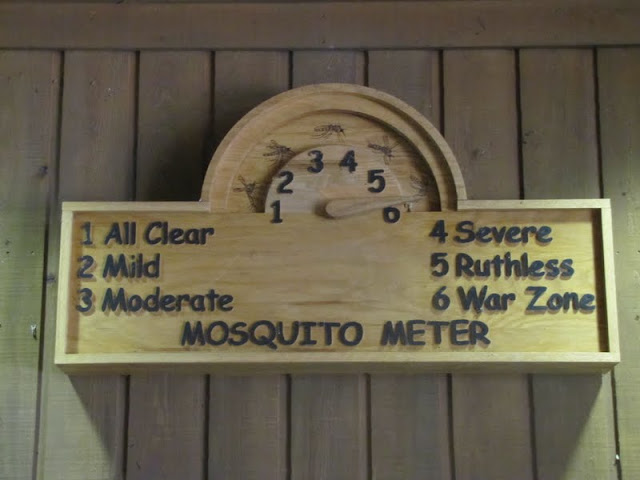 1 2 3 4 5 6
1 All Clear
2 Mild
3 Moderate
4 Severe
5 Ruthless
6 War Zone
MOSQUITO METER